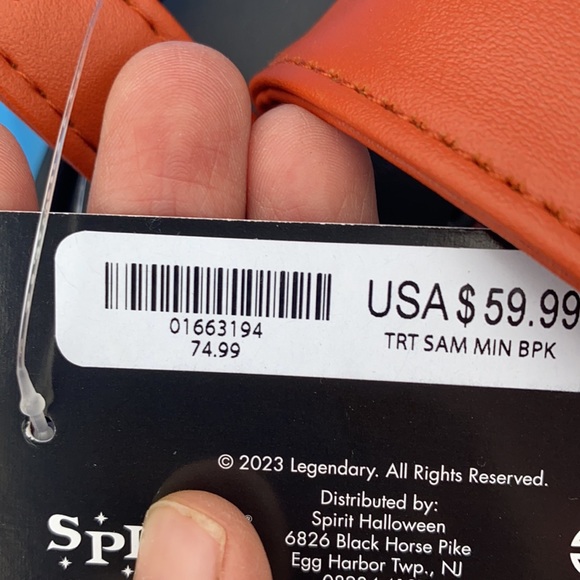 01663194
74.99
USA $59.99
TRT SAM MIN BPK
© 2023 Legendary. All Rights Reserved.
Distributed by:
Spirit Halloween
6826 Black Horse Pike
Egg Harbor Twp., NJ